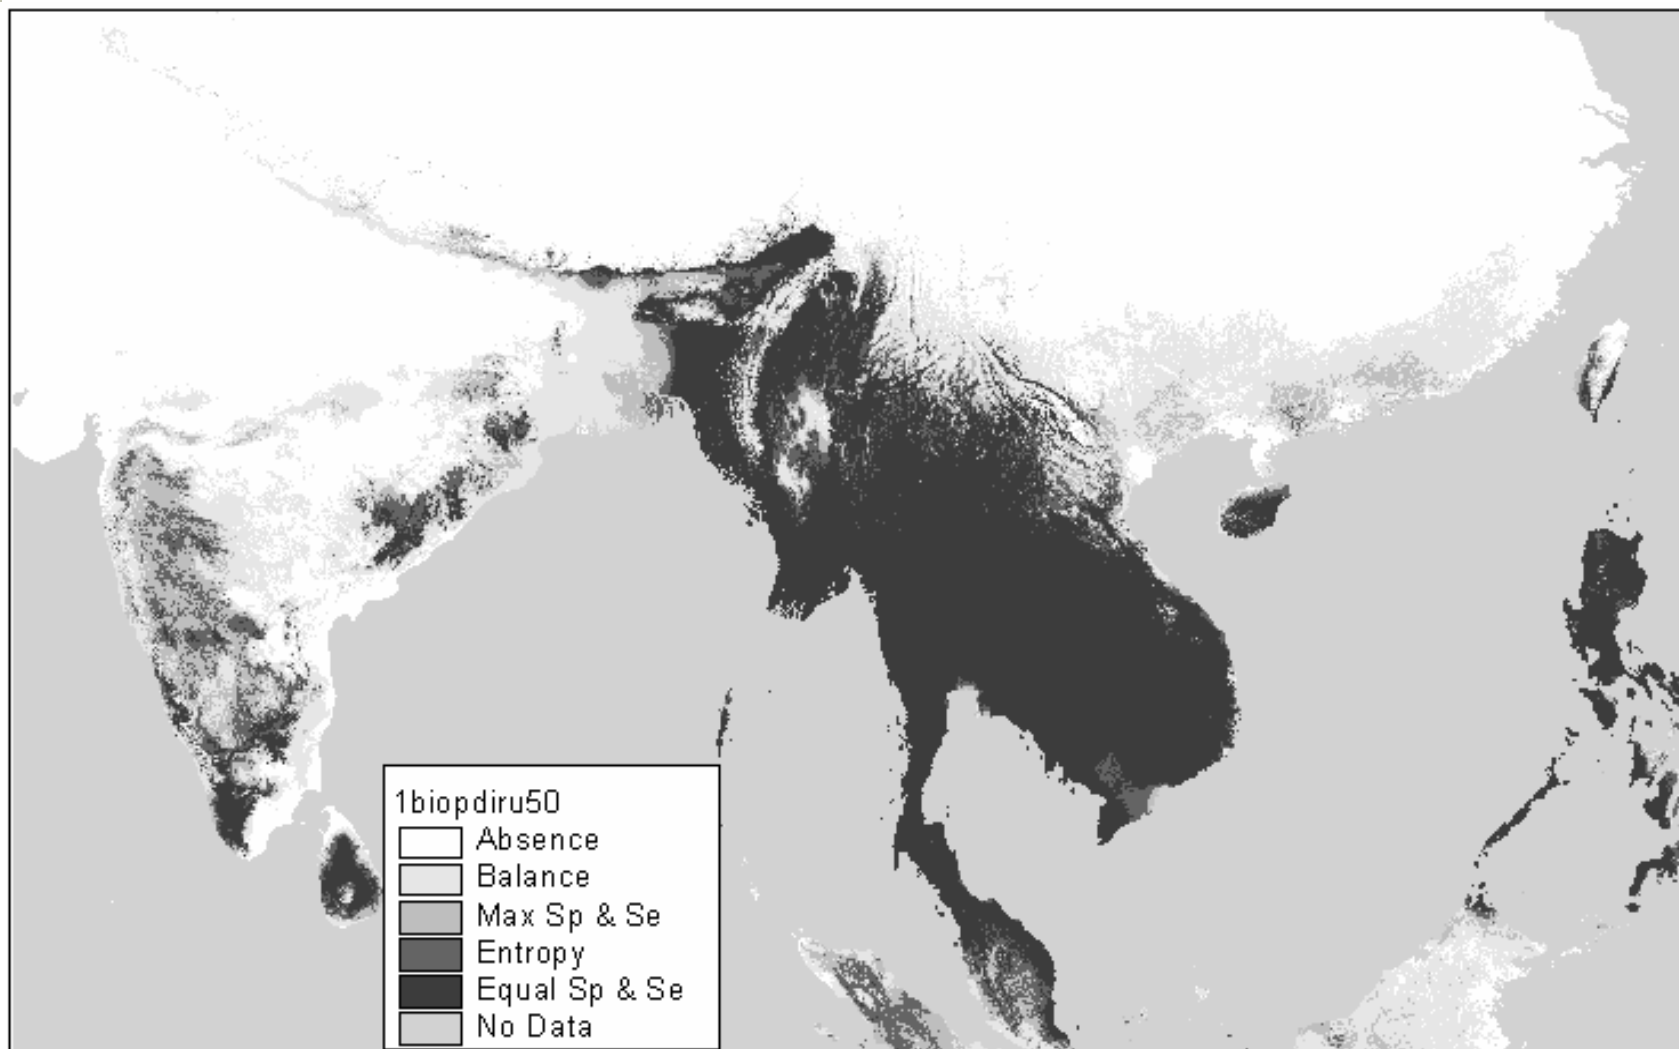 1biopdiru50
Absence
Balance
Max Sp & Se
Entropy
Equal Sp & Se
No Data